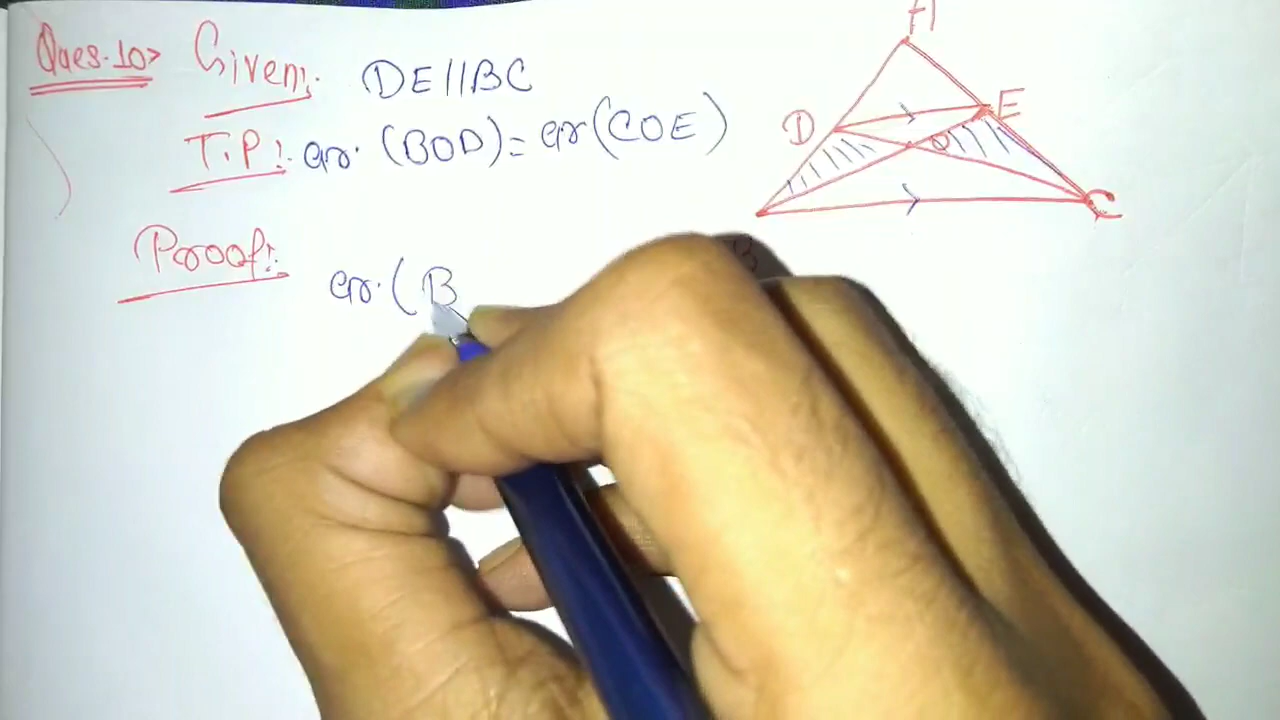 Ques.10> Given:. DE||BC
T.P!. ar. (BOD) = ar(COE)
Proof:.
ar. ( B
A
D
E
O
C
B